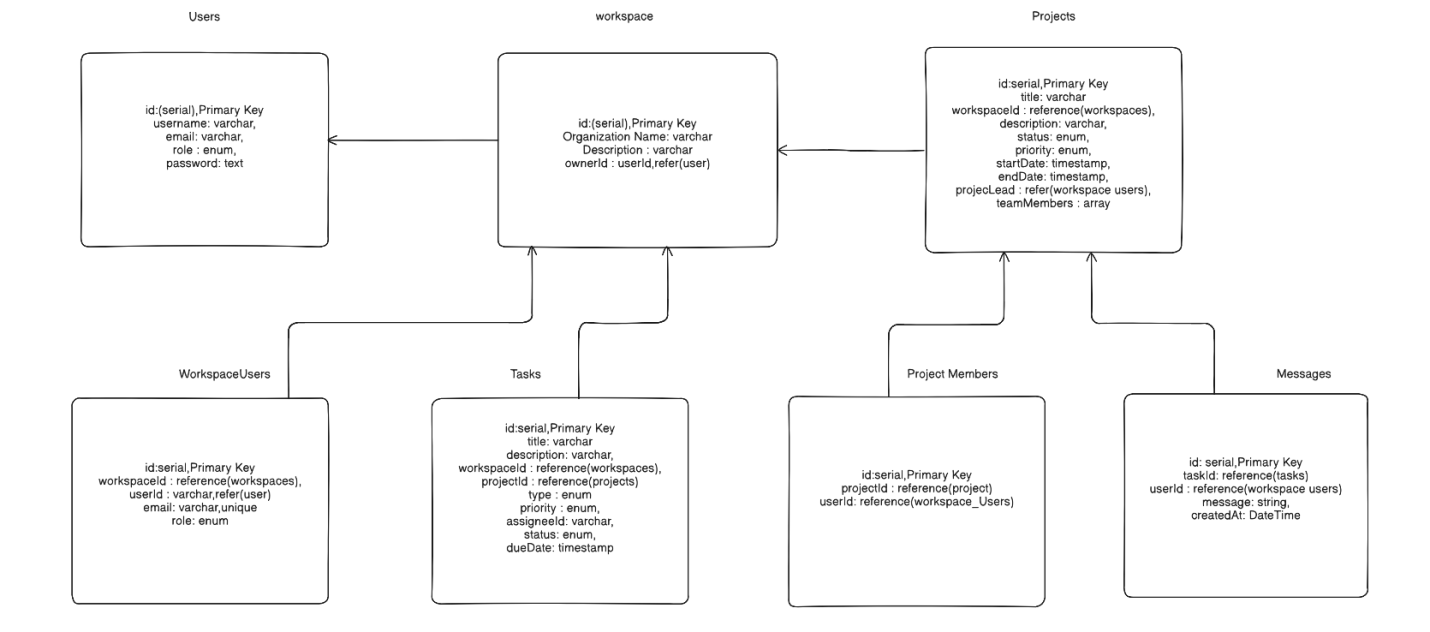 Users
id:(serial),Primary Key
username: varchar,
email: varchar,
role : enum,
password: text
workspace
id:(serial),Primary Key
Organization Name: varchar
Description : varchar
ownerId : userId,refer(user)
Projects
id:serial,Primary Key
title: varchar
workspaceId : reference(workspaces),
description: varchar,
status: enum,
priority: enum,
startDate: timestamp,
endDate: timestamp,
projecLead : refer(workspace users),
teamMembers : array
WorkspaceUsers
id:serial,Primary Key
workspaceId : reference(workspaces),
userId : varchar,refer(user)
email: varchar,unique
role: enum
Tasks
id:serial,Primary Key
title: varchar
description: varchar,
workspaceId : reference(workspaces),
projectId : reference(projects)
type : enum
priority : enum,
assigneeId: varchar,
status: enum,
dueDate: timestamp
Project Members
id:serial,Primary Key
projectId : reference(project)
userId: reference(workspace_Users)
Messages
id: serial,Primary Key
taskId: reference(tasks)
userId : reference(workspace users)
message: string,
createdAt: DateTime